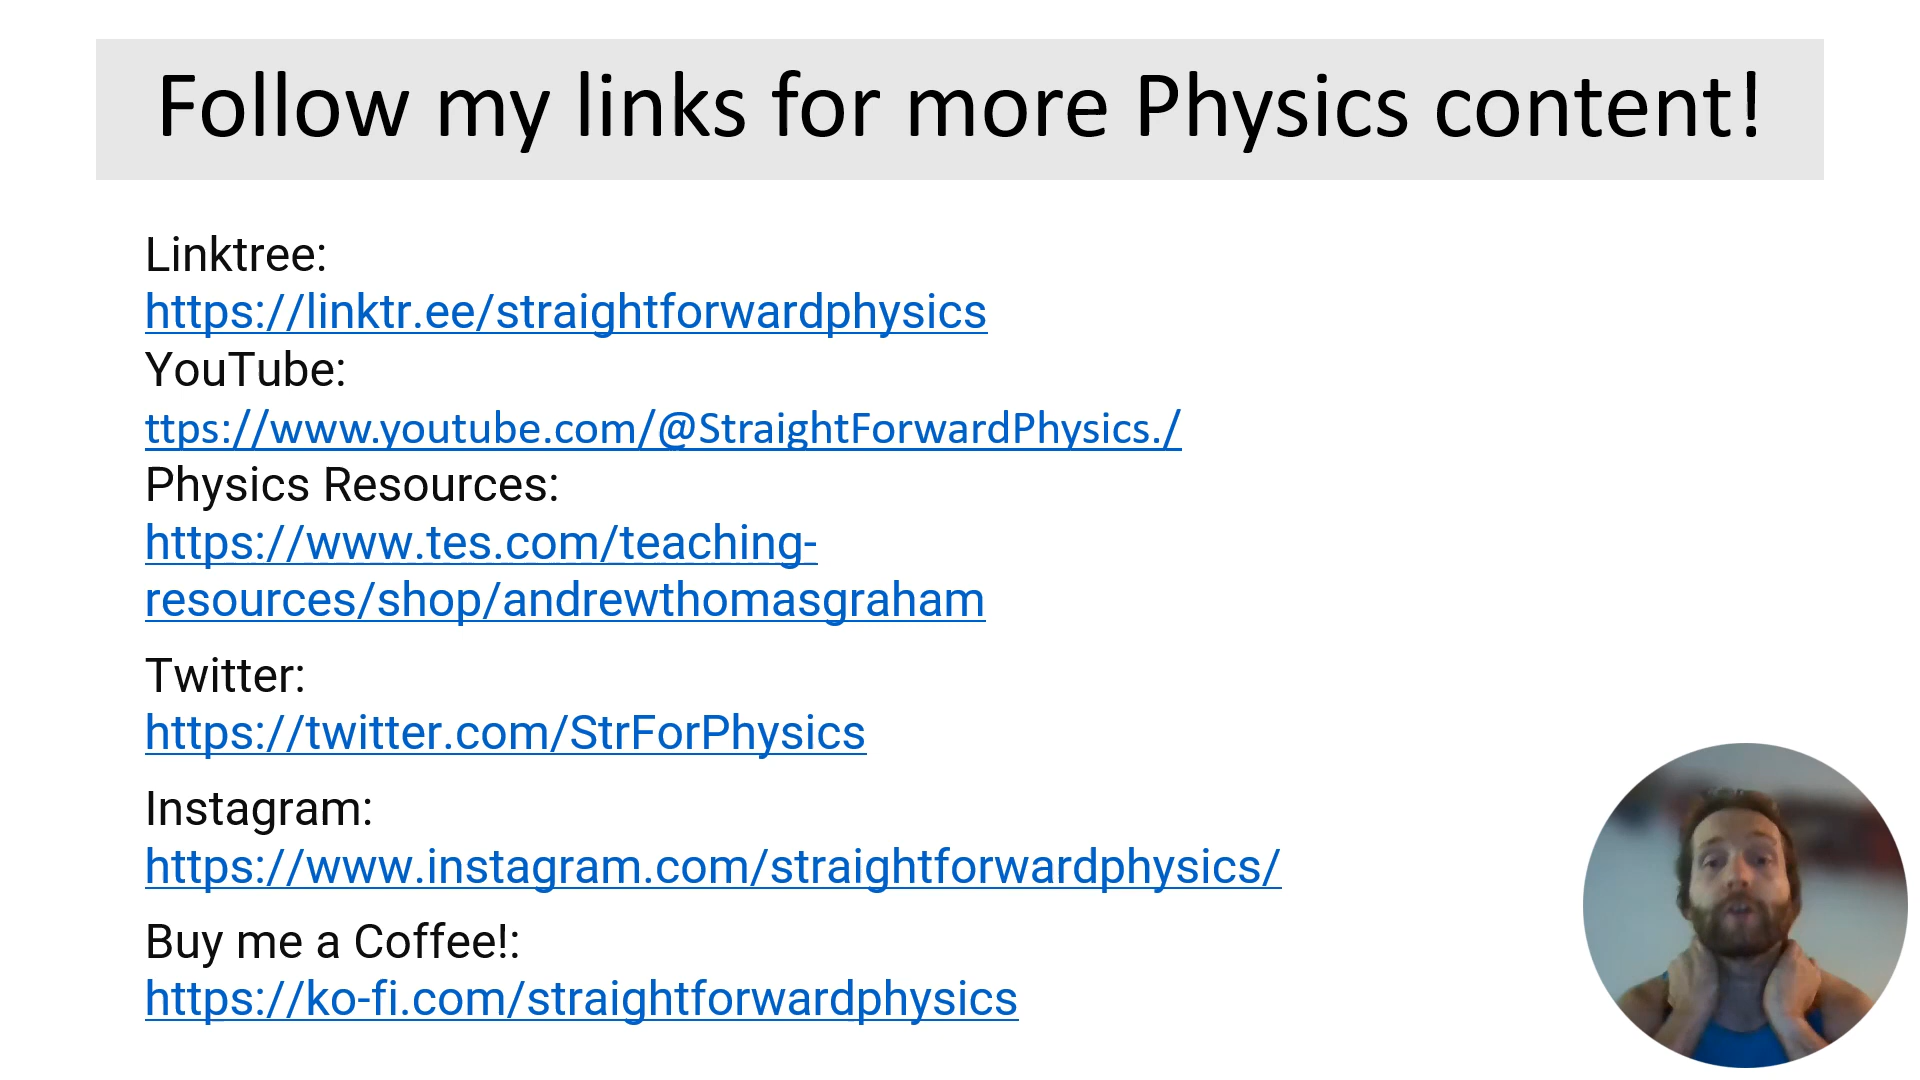 Follow my links for more Physics content!
Linktree:
https://linktr.ee/straightforwardphysics
YouTube:
ttps://www.youtube.com/@StraightForwardPhysics./
Physics Resources:
https://www.tes.com/teaching-
resources/shop/andrewthomasgraham
Twitter:
https://twitter.com/StrForPhysics
Instagram:
https://www.instagram.com/straightforwardphysics/
Buy me a Coffee!:
https://ko-fi.com/straightforwardphysics